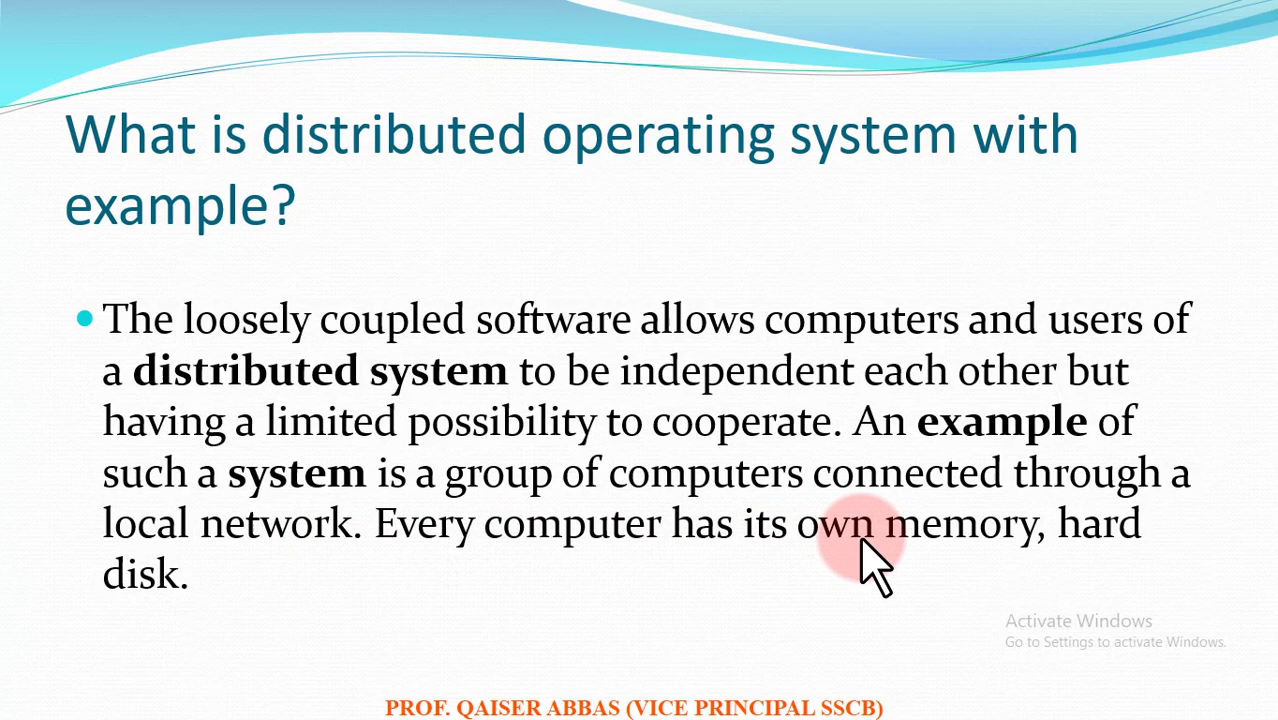 What is distributed operating system with
example?
The loosely coupled software allows computers and users of
a distributed system to be independent each other but
having a limited possibility to cooperate. An example of
such a system is a group of computers connected through a
local network. Every computer has its own memory, hard
disk.
Activate Windows
Go to Settings to activate Windows.
PROF. QAISER ABBAS (VICE PRINCIPAL SSCB)